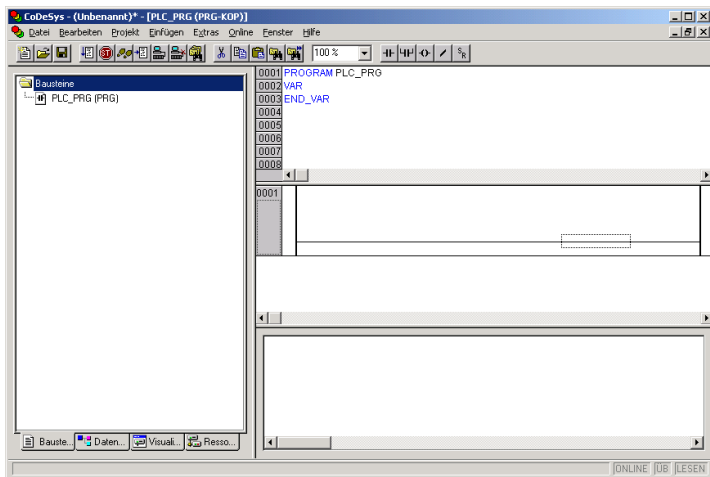 CoDeSys - (Unbenannt)* - [PLC_PRG (PRG-KOP)]
Datei Bearbeiten Projekt Einfügen Extras Online Fenster Hilfe
100 %
Bausteine
PLC_PRG (PRG)
0001 PROGRAM PLC_PRG
0002 VAR
0003 END_VAR
0004
0005
0006
0007
0008
0001
Bauste... Daten... Visuali... Resso...
ONLINE ÜB LESEN